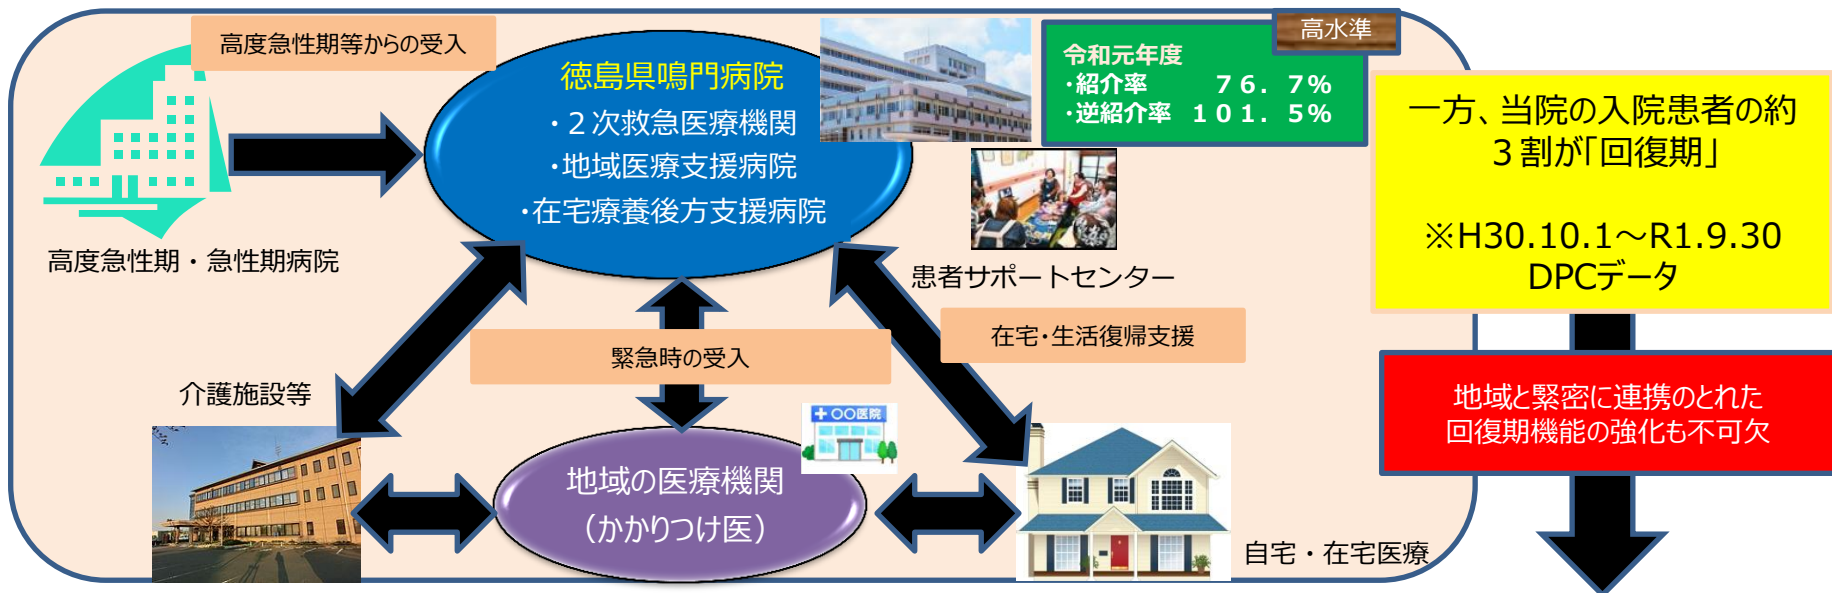 高度急性期等からの受入
徳島県鳴門病院
・２次救急医療機関
・地域医療支援病院
・在宅療養後方支援病院
高水準
令和元年度
・紹介率 ７６．７％
・逆紹介率 １０１．５％
一方、当院の入院患者の約
３割が「回復期」
※H30.10.1～R1.9.30
DPCデータ
高度急性期・急性期病院
患者サポートセンター
緊急時の受入
在宅・生活復帰支援
介護施設等
○○医院
地域と緊密に連携のとれた
回復期機能の強化も不可欠
地域の医療機関
（かかりつけ医）
自宅・在宅医療